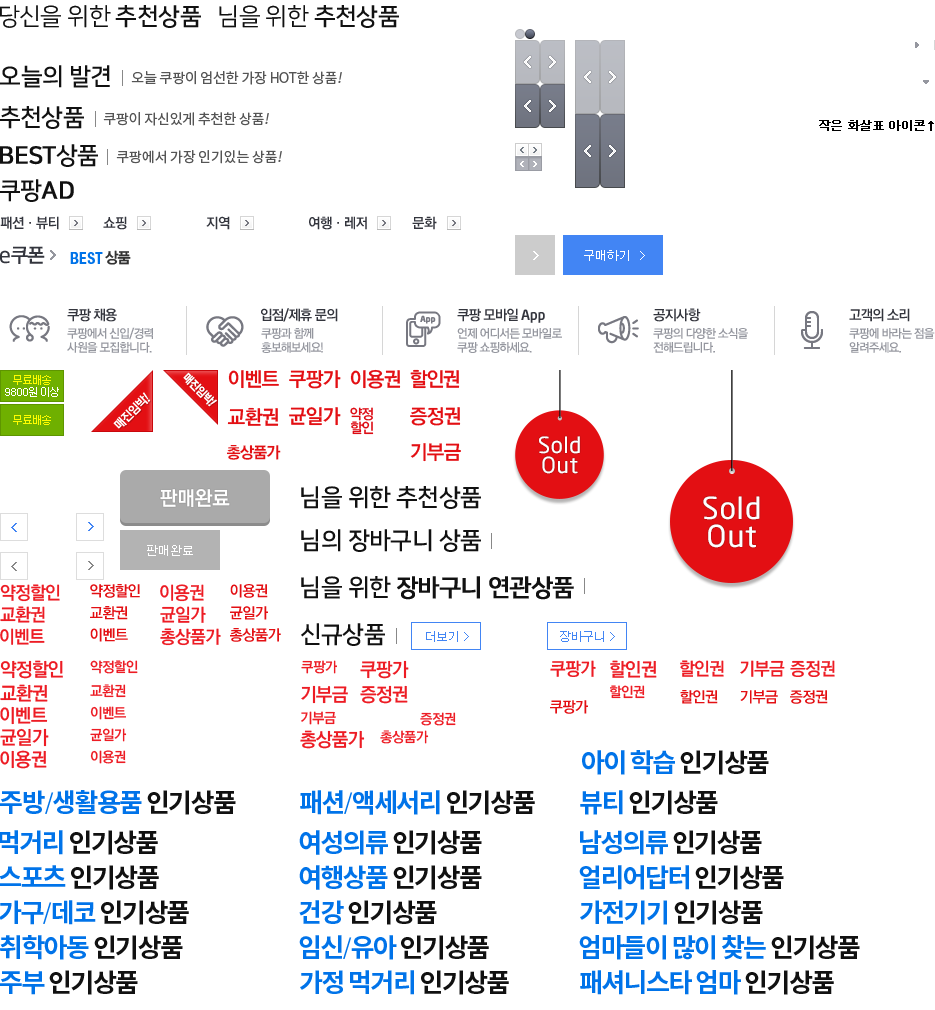 당신을 위한 추천상품 님을 위한 추천상품
오늘의 발견 오늘 쿠팡이 엄선한 가장 HOT한 상품!
추천상품 쿠팡이 자신있게 추천한 상품!
작은 화살표 아이콘↑
BEST상품 쿠팡에서 가장 인기있는 상품!
쿠팡AD
패션 · 뷰티 쇼핑 지역 여행 · 레저 문화
e쿠폰 BEST 상품
구매하기
쿠팡 채용
쿠팡에서 신입/경력
사원을 모집합니다.
입점/제휴 문의
쿠팡과 함께
홍보해보세요!
쿠팡 모바일 App
언제 어디서든 모바일로
쿠팡 쇼핑하세요.
App
공지사항
쿠팡의 다양한 소식을
전해드립니다.
고객의 소리
쿠팡에 바라는 점을
알려주세요.
무료배송
9800원 이상
무료배송
매진임박!
매진임박!
이벤트 쿠팡가 이용권 할인권
교환권 균일가 약정
할인
증정권
총상품가 기부금
Sold
Out
Sold
Out
판매완료
판매완료
님을 위한 추천상품
님의 장바구니 상품
님을 위한 장바구니 연관상품
신규상품 더보기 장바구니
약정할인 약정할인 이용권 이용권
교환권 교환권 균일가 균일가
이벤트 이벤트 총상품가 총상품가
약정할인 약정할인
교환권 교환권
이벤트 이벤트
균일가 균일가
이용권 이용권
쿠팡가 쿠팡가
기부금 증정권
기부금 증정권
총상품가 총상품가
쿠팡가 할인권 할인권 기부금 증정권
할인권
쿠팡가 할인권 기부금 증정권
아이 학습 인기상품
주방/생활용품 인기상품 패션/액세서리 인기상품 뷰티 인기상품
먹거리 인기상품 여성의류 인기상품 남성의류 인기상품
스포츠 인기상품 여행상품 인기상품 얼리어답터 인기상품
가구/데코 인기상품 건강 인기상품 가전기기 인기상품
취학아동 인기상품 임신/유아 인기상품 엄마들이 많이 찾는 인기상품
주부 인기상품 가정 먹거리 인기상품 패셔니스타 엄마 인기상품